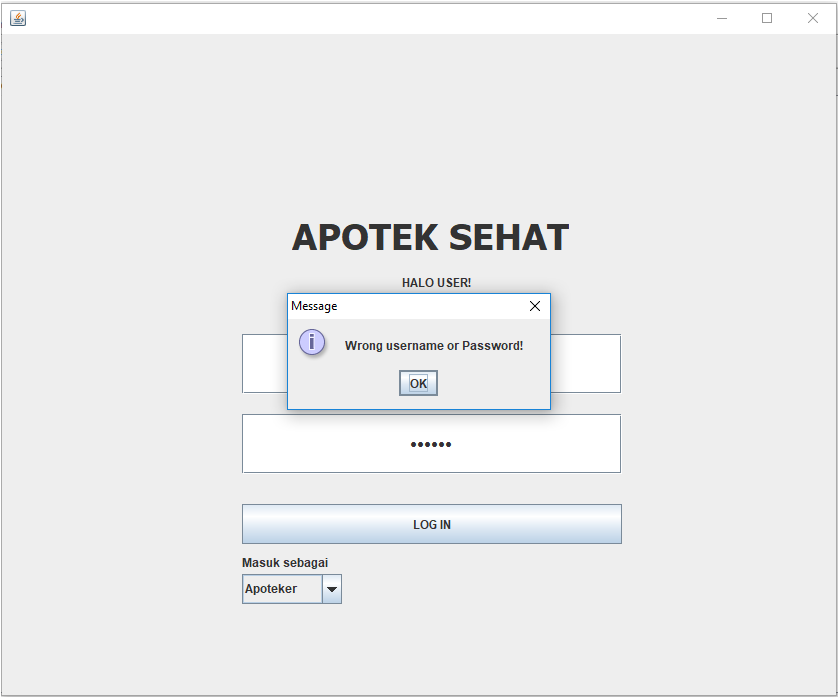 APOTEK SEHAT
HALO USER!
Message
Wrong username or Password!
OK
LOG IN
Masuk sebagai
Apoteker